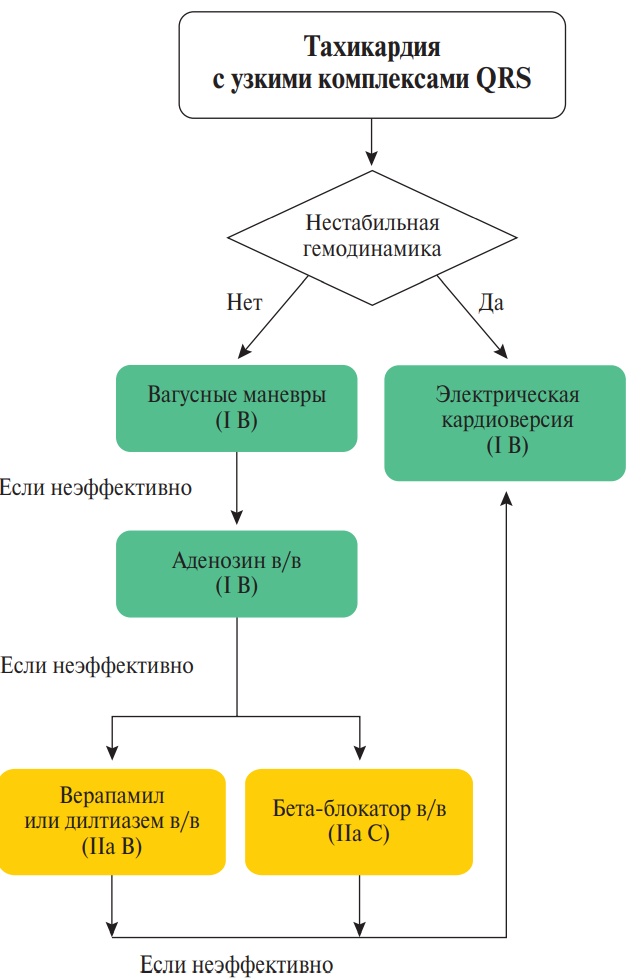 Тахикардия
с узкими комплексами QRS
Нестабильная
гемодинамика
Нет
Да
Вагусные маневры
(I B)
Электрическая
кардиоверсия
(I B)
Если неэффективно
Аденозин в/в
(I B)
Если неэффективно
Верапамил
или дилтиазем в/в
(IIa B)
Бета-блокатор в/в
(IIa C)
Если неэффективно